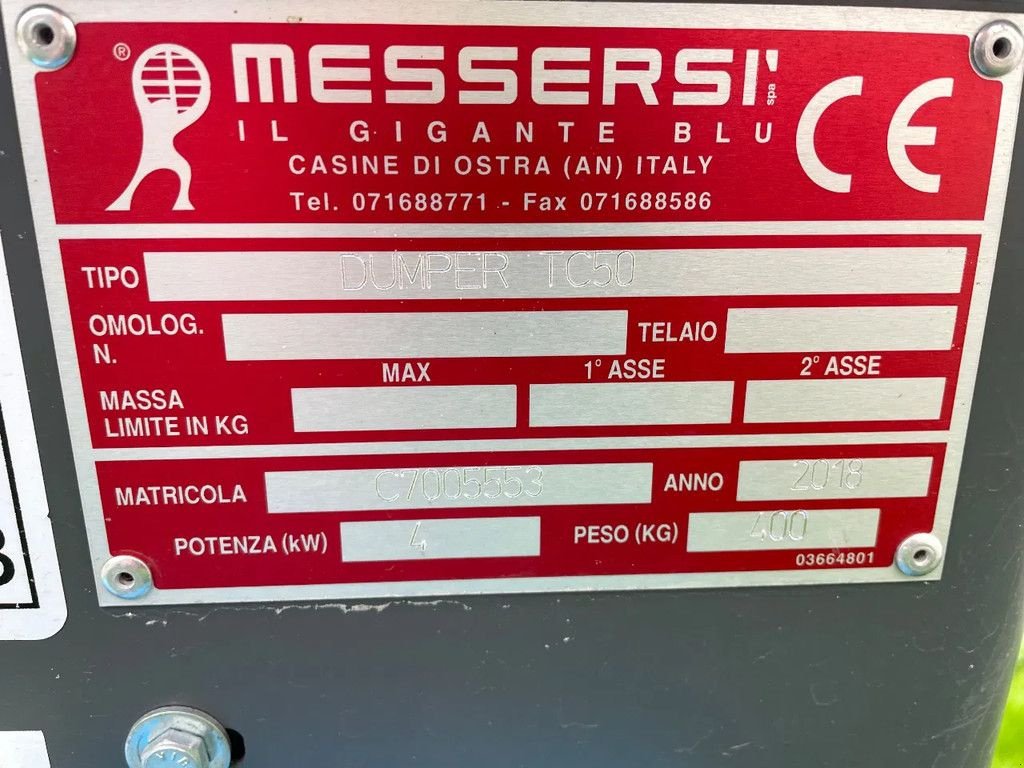 ®
MESSERSI' spa
IL GIGANTE BLU
CE
CASINE DI OSTRA (AN) ITALY
Tel. 071688771 - Fax 071688586
TIPO DUMPER TC50
OMOLOG. N. TELAIO
MAX 1° ASSE 2° ASSE
MASSA LIMITE IN KG
MATRICOLA C7005553 ANNO 2018
POTENZA (kW) 4 PESO (KG) 400
03664801